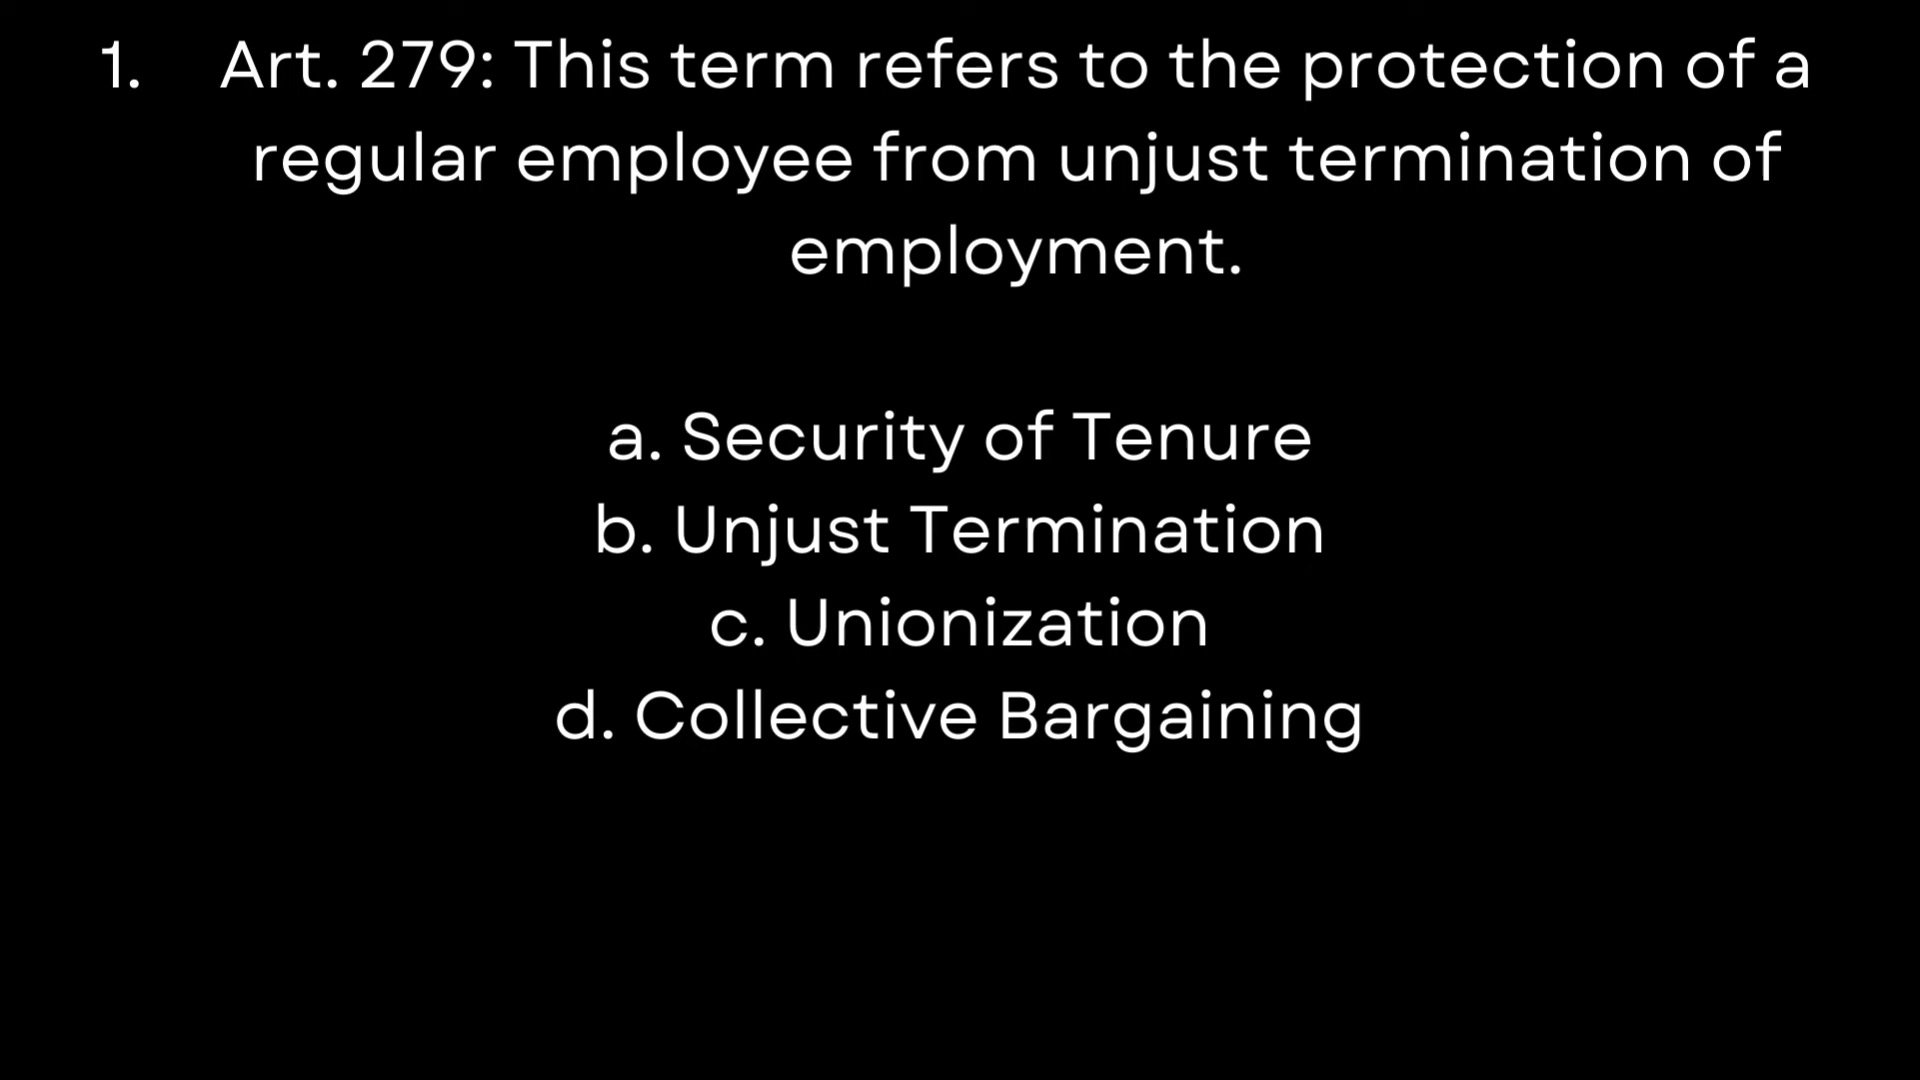 1. Art. 279: This term refers to the protection of a
regular employee from unjust termination of
employment.
a. Security of Tenure
b. Unjust Termination
c. Unionization
d. Collective Bargaining